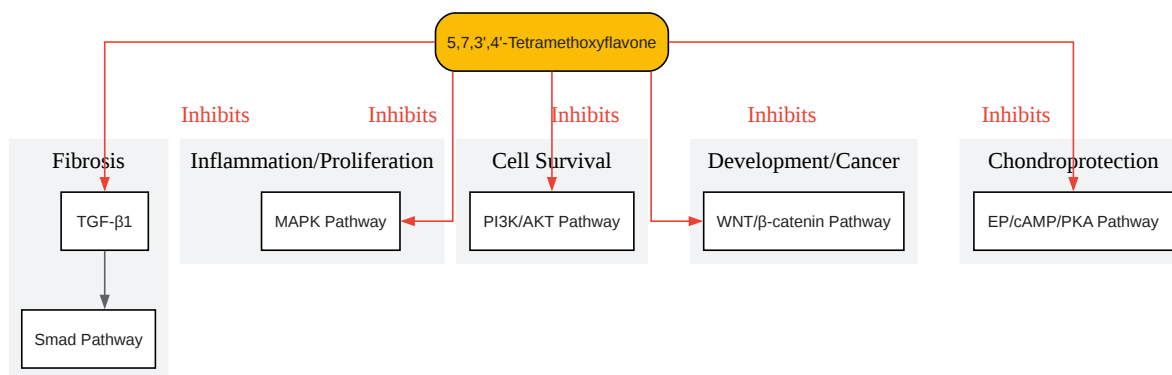 5,7,3',4'-Tetramethoxyflavone
Inhibits
Inhibits
Inhibits
Inhibits
Inhibits
Fibrosis
Inflammation/Proliferation
Cell Survival
Development/Cancer
Chondroprotection
TGF-β1
MAPK Pathway
PI3K/AKT Pathway
WNT/β-catenin Pathway
EP/cAMP/PKA Pathway
Smad Pathway